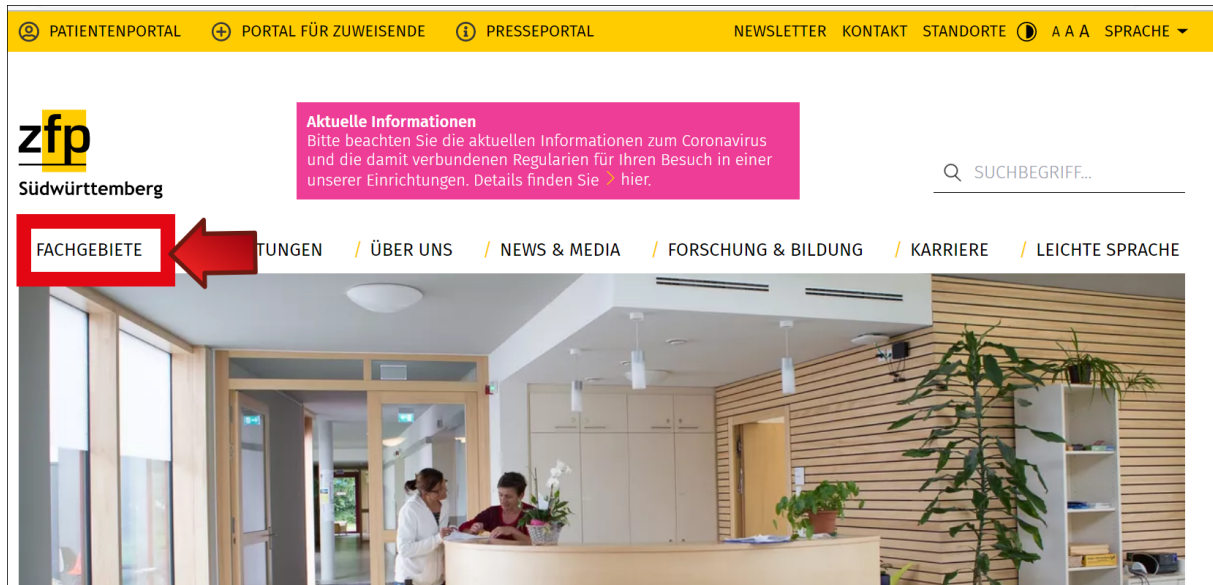 PATIENTENPORTAL PORTAL FÜR ZUWEISENDE PRESSEPORTAL NEWSLETTER KONTAKT STANDORTE A A A SPRACHE
zfp
Südwürttemberg
Aktuelle Informationen
Bitte beachten Sie die aktuellen Informationen zum Coronavirus
und die damit verbundenen Regularien für Ihren Besuch in einer
unserer Einrichtungen. Details finden Sie > hier.
SUCHBEGRIFF...
FACHGEBIETE TUNGEN / ÜBER UNS / NEWS & MEDIA / FORSCHUNG & BILDUNG / KARRIERE / LEICHTE SPRACHE